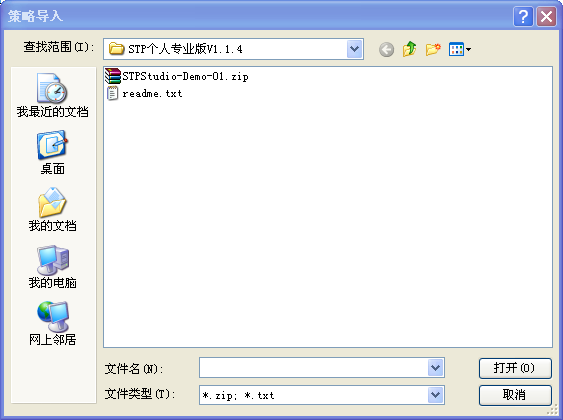 策略导入
查找范围(I):
STP个人专业版V1.1.4
STPStudio-Demo-01.zip
readme.txt
我最近的文档
桌面
我的文档
我的电脑
网上邻居
文件名(N):
打开(O)
文件类型(T):
*.zip; *.txt
取消